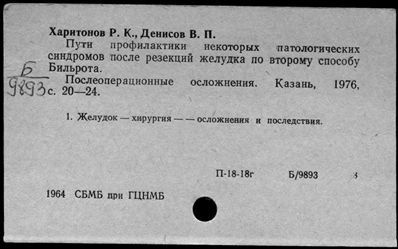 Харитонов Р. К., Денисов В. П.
Пути профилактики некоторых патологических
синдромов после резекций желудка по второму способу
Бильрота.
Б
9893
Послеоперационные осложнения. Казань, 1976,
с. 20—24.
1. Желудок — хирургия — — осложнения и последствия.
П-18-18г Б/9893
1964 СБМБ при ГЦНМБ